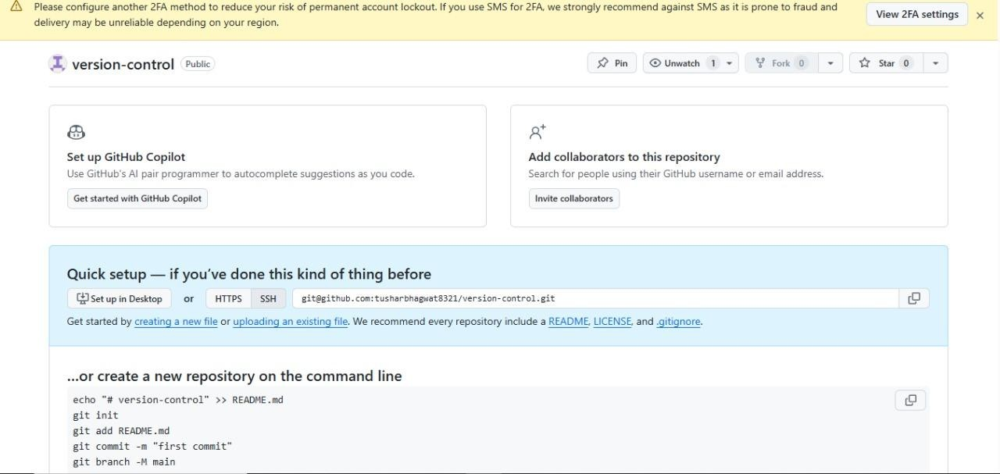 Please configure another 2FA method to reduce your risk of permanent account lockout. If you use SMS for 2FA, we strongly recommend against SMS as it is prone to fraud and
delivery may be unreliable depending on your region.
View 2FA settings
version-control Public
Pin
Unwatch 1
Fork 0
Star 0
Set up GitHub Copilot
Use GitHub's AI pair programmer to autocomplete suggestions as you code.
Get started with GitHub Copilot
Add collaborators to this repository
Search for people using their GitHub username or email address.
Invite collaborators
Quick setup — if you’ve done this kind of thing before
Set up in Desktop or HTTPS SSH git@github.com:tusharbhagwat8321/version-control.git
Get started by creating a new file or uploading an existing file. We recommend every repository include a README, LICENSE, and .gitignore.
…or create a new repository on the command line
echo "# version-control" >> README.md
git init
git add README.md
git commit -m "first commit"
git branch -M main